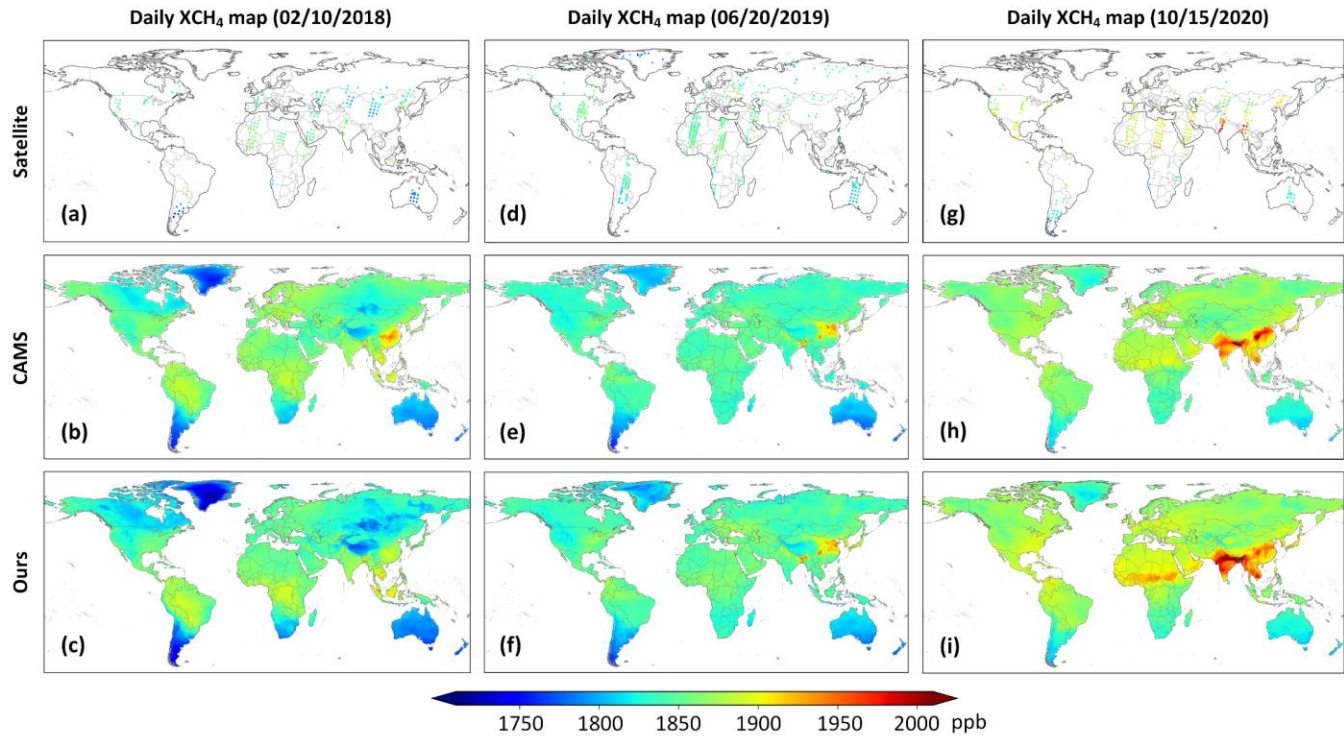 Daily XCH₄ map (02/10/2018)
Daily XCH₄ map (06/20/2019)
Daily XCH₄ map (10/15/2020)
Satellite
(a)
(d)
(g)
CAMS
(b)
(e)
(h)
Ours
(c)
(f)
(i)
1750 1800 1850 1900 1950 2000 ppb